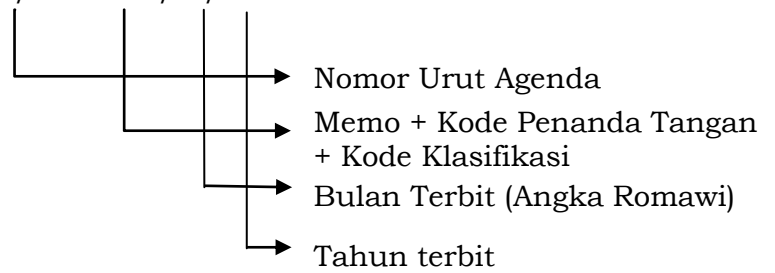 Nomor Urut Agenda
Memo + Kode Penanda Tangan
+ Kode Klasifikasi
Bulan Terbit (Angka Romawi)
Tahun terbit